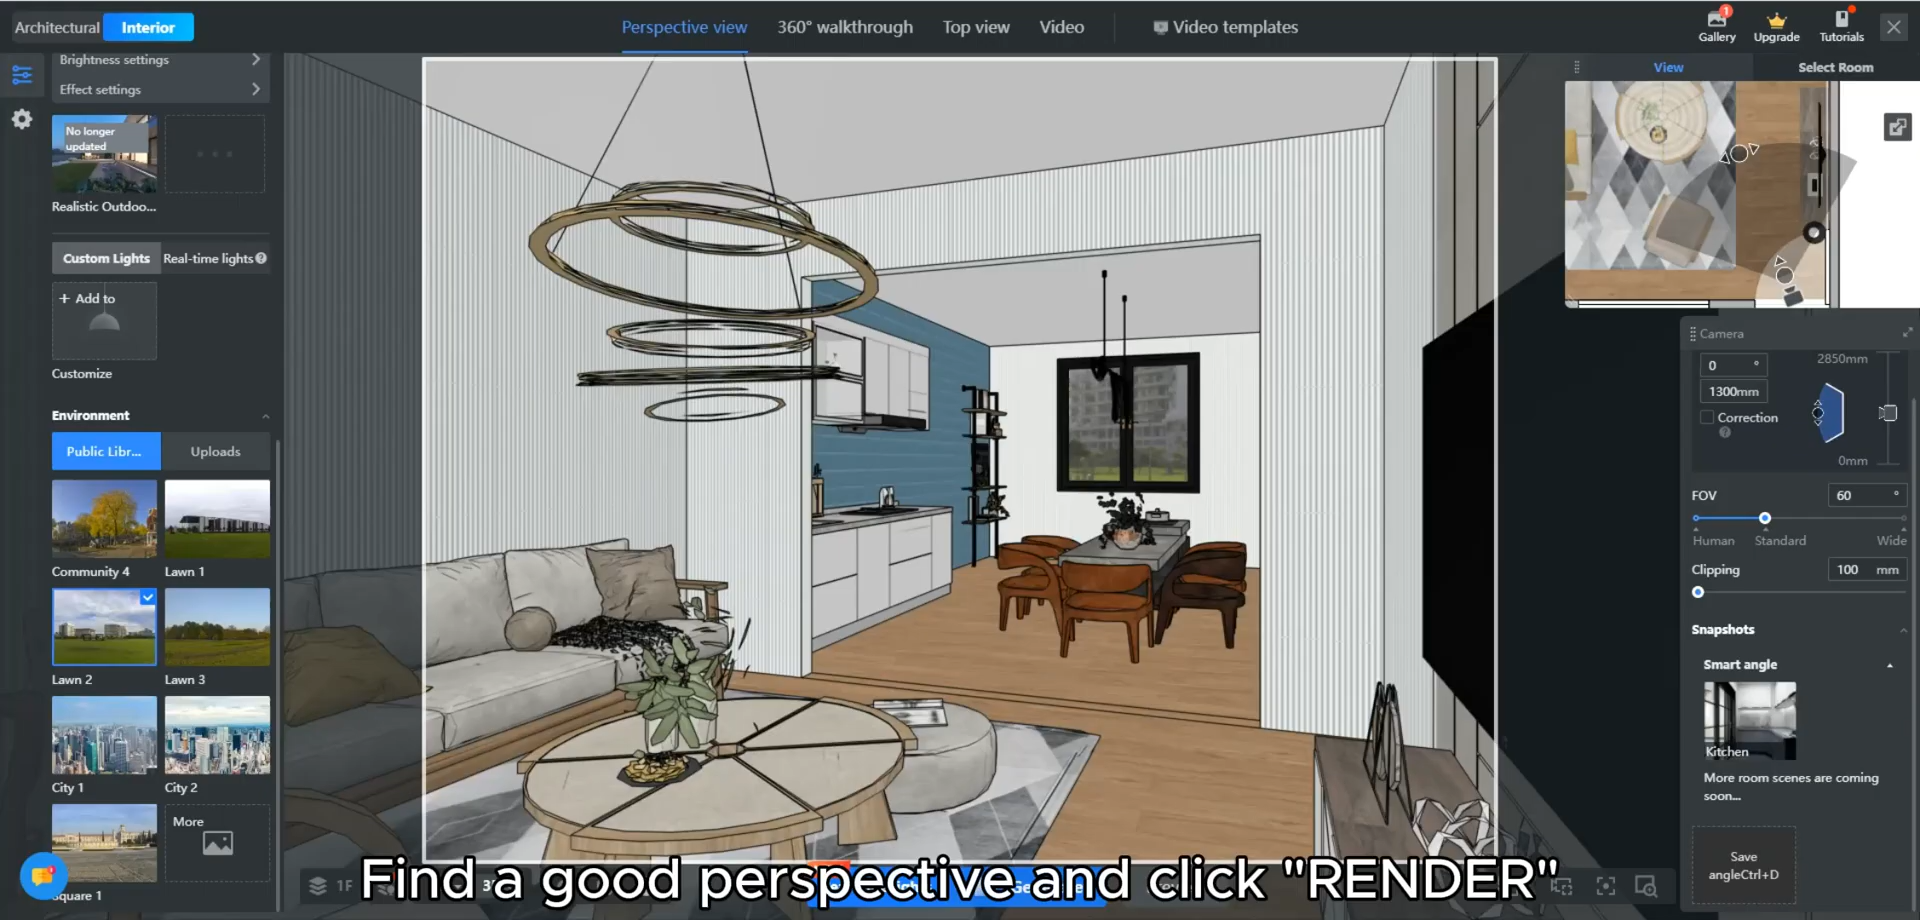 Architectural
Interior
Perspective view
360° walkthrough
Top view
Video
Video templates
1
Gallery
Upgrade
Tutorials
Brightness settings
Effect settings
No longer
updated
Realistic Outdoo...
Custom Lights
Real-time lights
+ Add to
Customize
Environment
Public Libr...
Uploads
Community 4
Lawn 1
Lawn 2
Lawn 3
City 1
City 2
More
Square 1
View
Select Room
Camera
0 °
2850mm
1300mm
Correction
0mm
FOV
60 °
Human
Standard
Wide
Clipping
100 mm
Snapshots
Smart angle
Kitchen
More room scenes are coming
soon...
Save
angleCtrl+D
1F
Find a good perspective and click "RENDER"